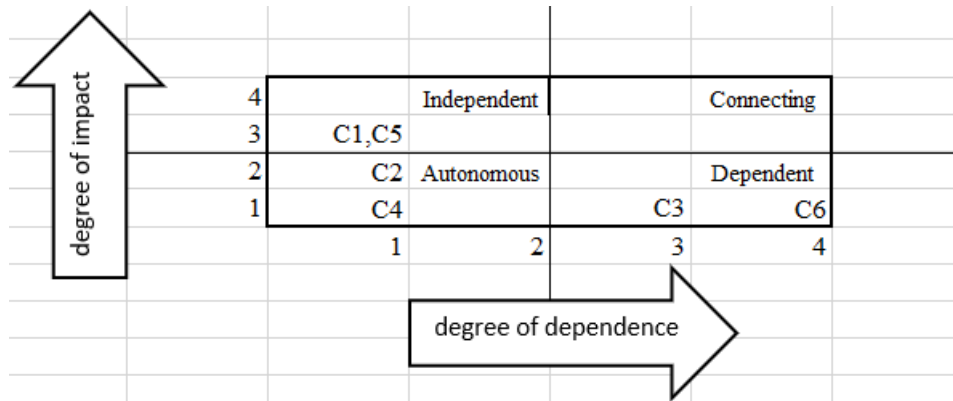 degree of impact
4 Independent Connecting
3 C1,C5
2 C2 Autonomous Dependent
1 C4 C3 C6
1 2 3 4
degree of dependence